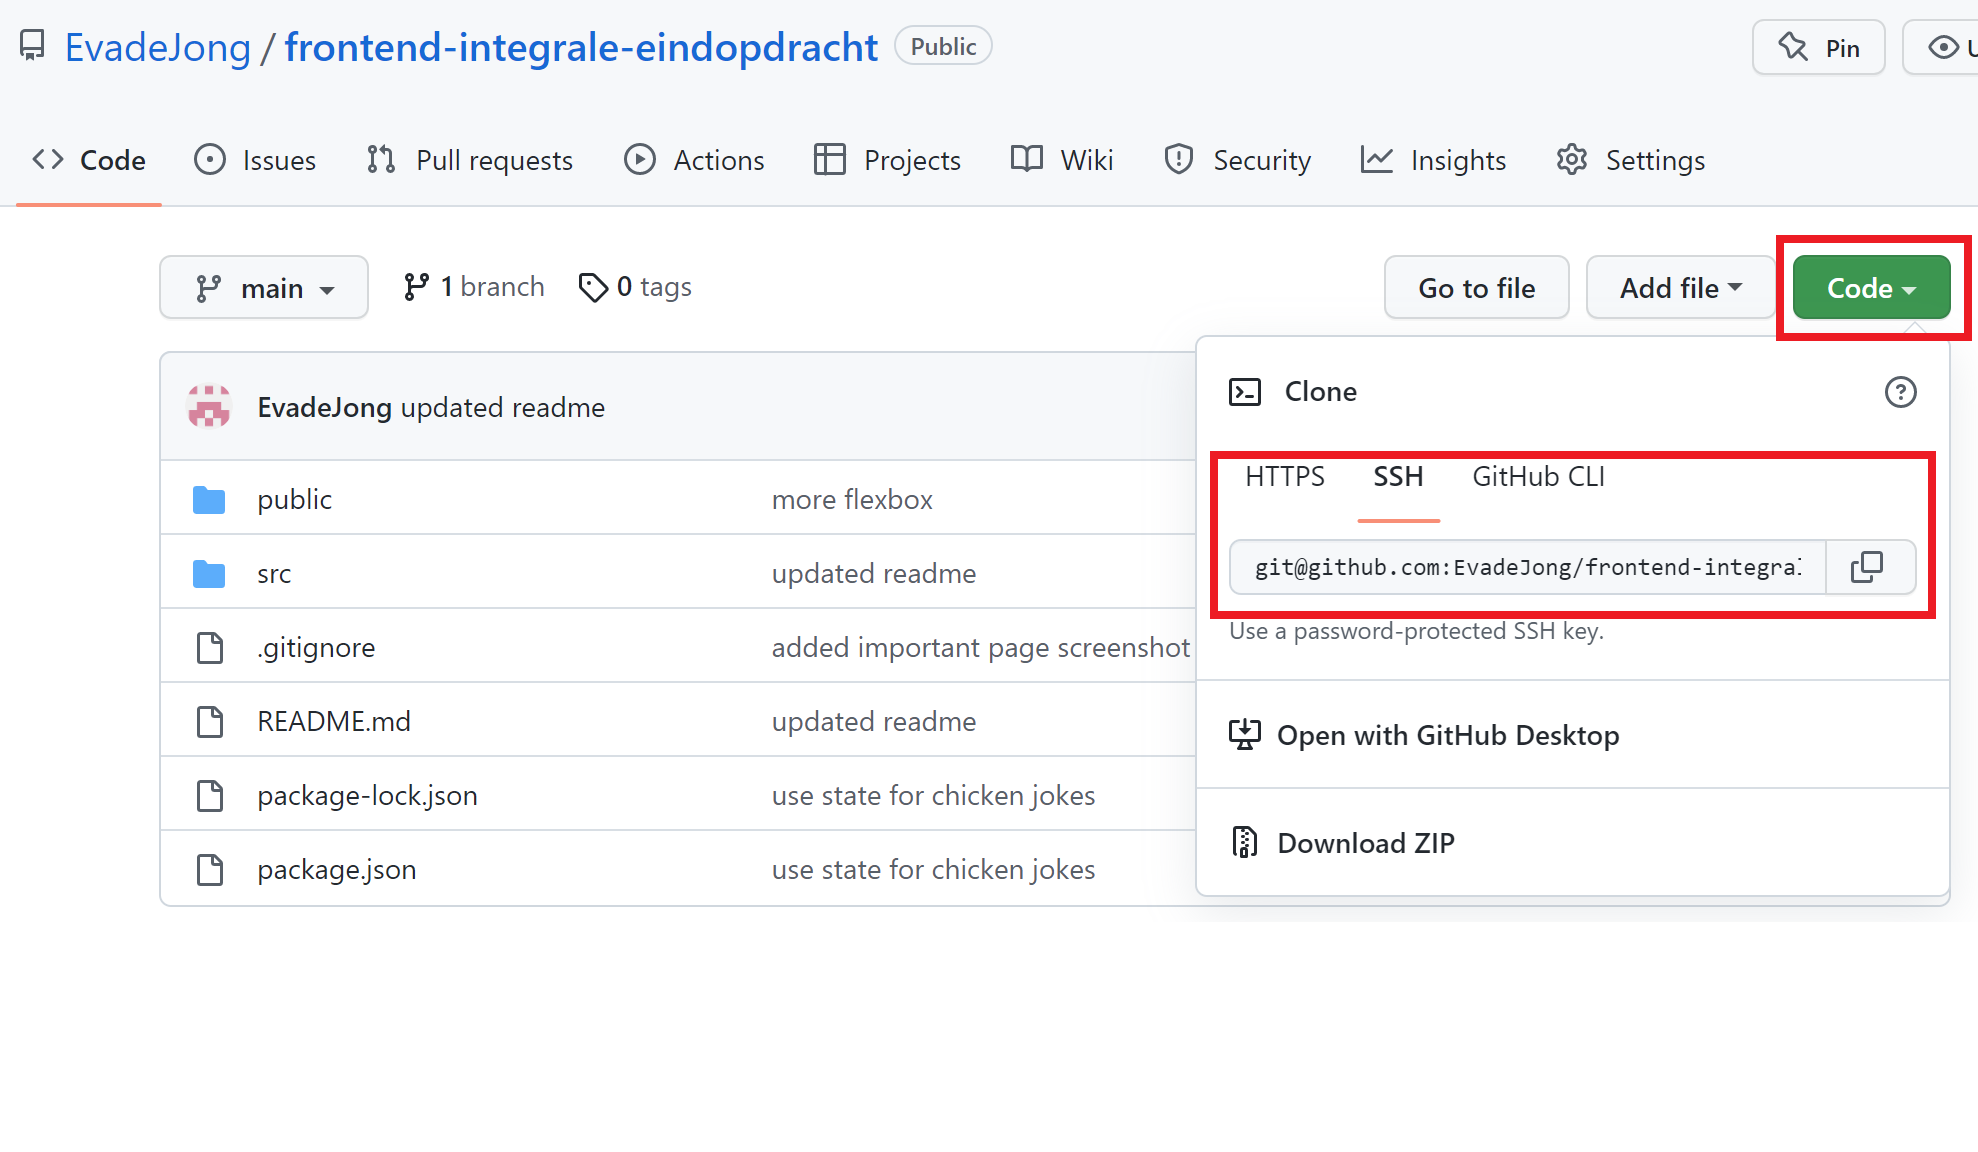 EvadeJong / frontend-integrale-eindopdracht Public Pin
Code Issues Pull requests Actions Projects Wiki Security Insights Settings
main 1 branch 0 tags Go to file Add file Code
EvadeJong updated readme
public more flexbox
src updated readme
.gitignore added important page screenshot
README.md updated readme
package-lock.json use state for chicken jokes
package.json use state for chicken jokes
Clone
HTTPS SSH GitHub CLI
git@github.com:EvadeJong/frontend-integra
Use a password-protected SSH key.
Open with GitHub Desktop
Download ZIP